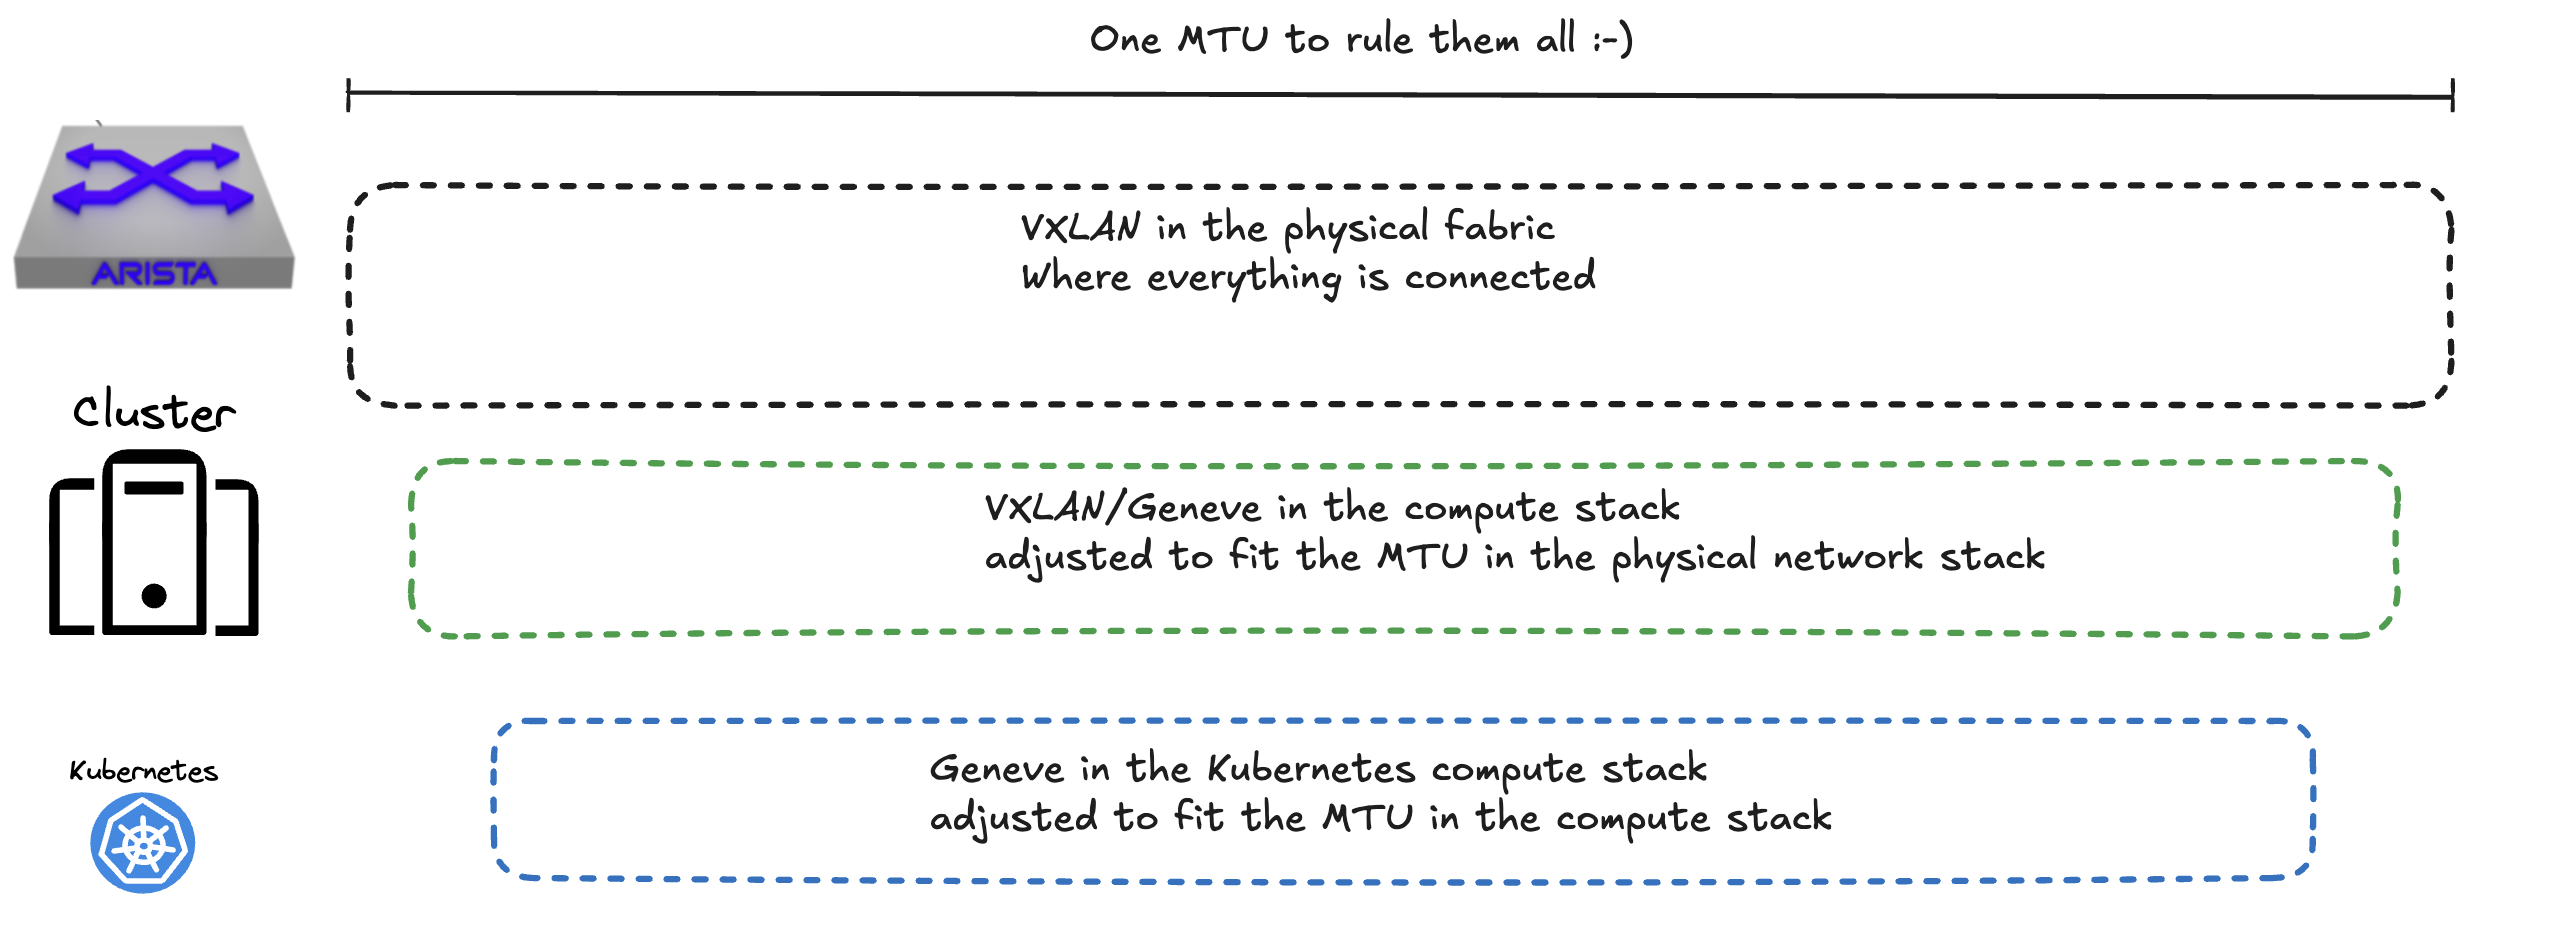 One MTU to rule them all :-)
ARISTA
VXLAN in the physical fabric
Where everything is connected
Cluster
VXLAN/Geneve in the compute stack
adjusted to fit the MTU in the physical network stack
Kubernetes
Geneve in the Kubernetes compute stack
adjusted to fit the MTU in the compute stack